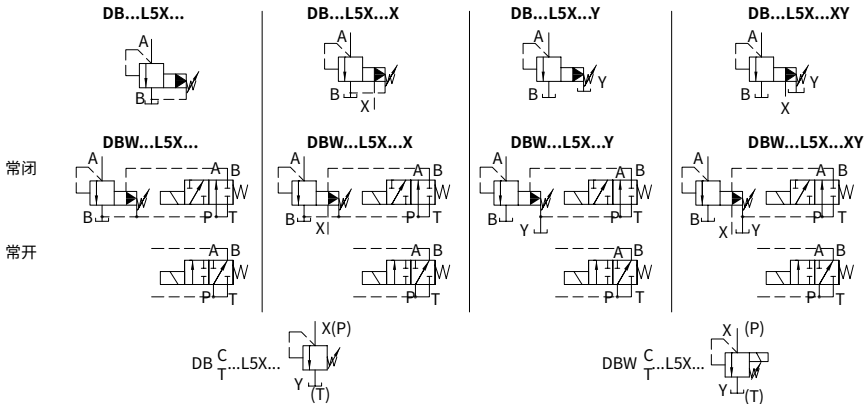 DB...L5X... DB...L5X...X DB...L5X...Y DB...L5X...XY
A A A A
B B X B Y B X Y
DBW...L5X... DBW...L5X...X DBW...L5X...Y DBW...L5X...XY
常闭 A A B A A B A A B A A B
B P T B X P T B Y P T B X Y P T
常开 A B A B A B A B
P T P T P T P T
X(P) X (P)
DB C ...L5X... DBW C ...L5X...
T T
Y (T) Y (T)